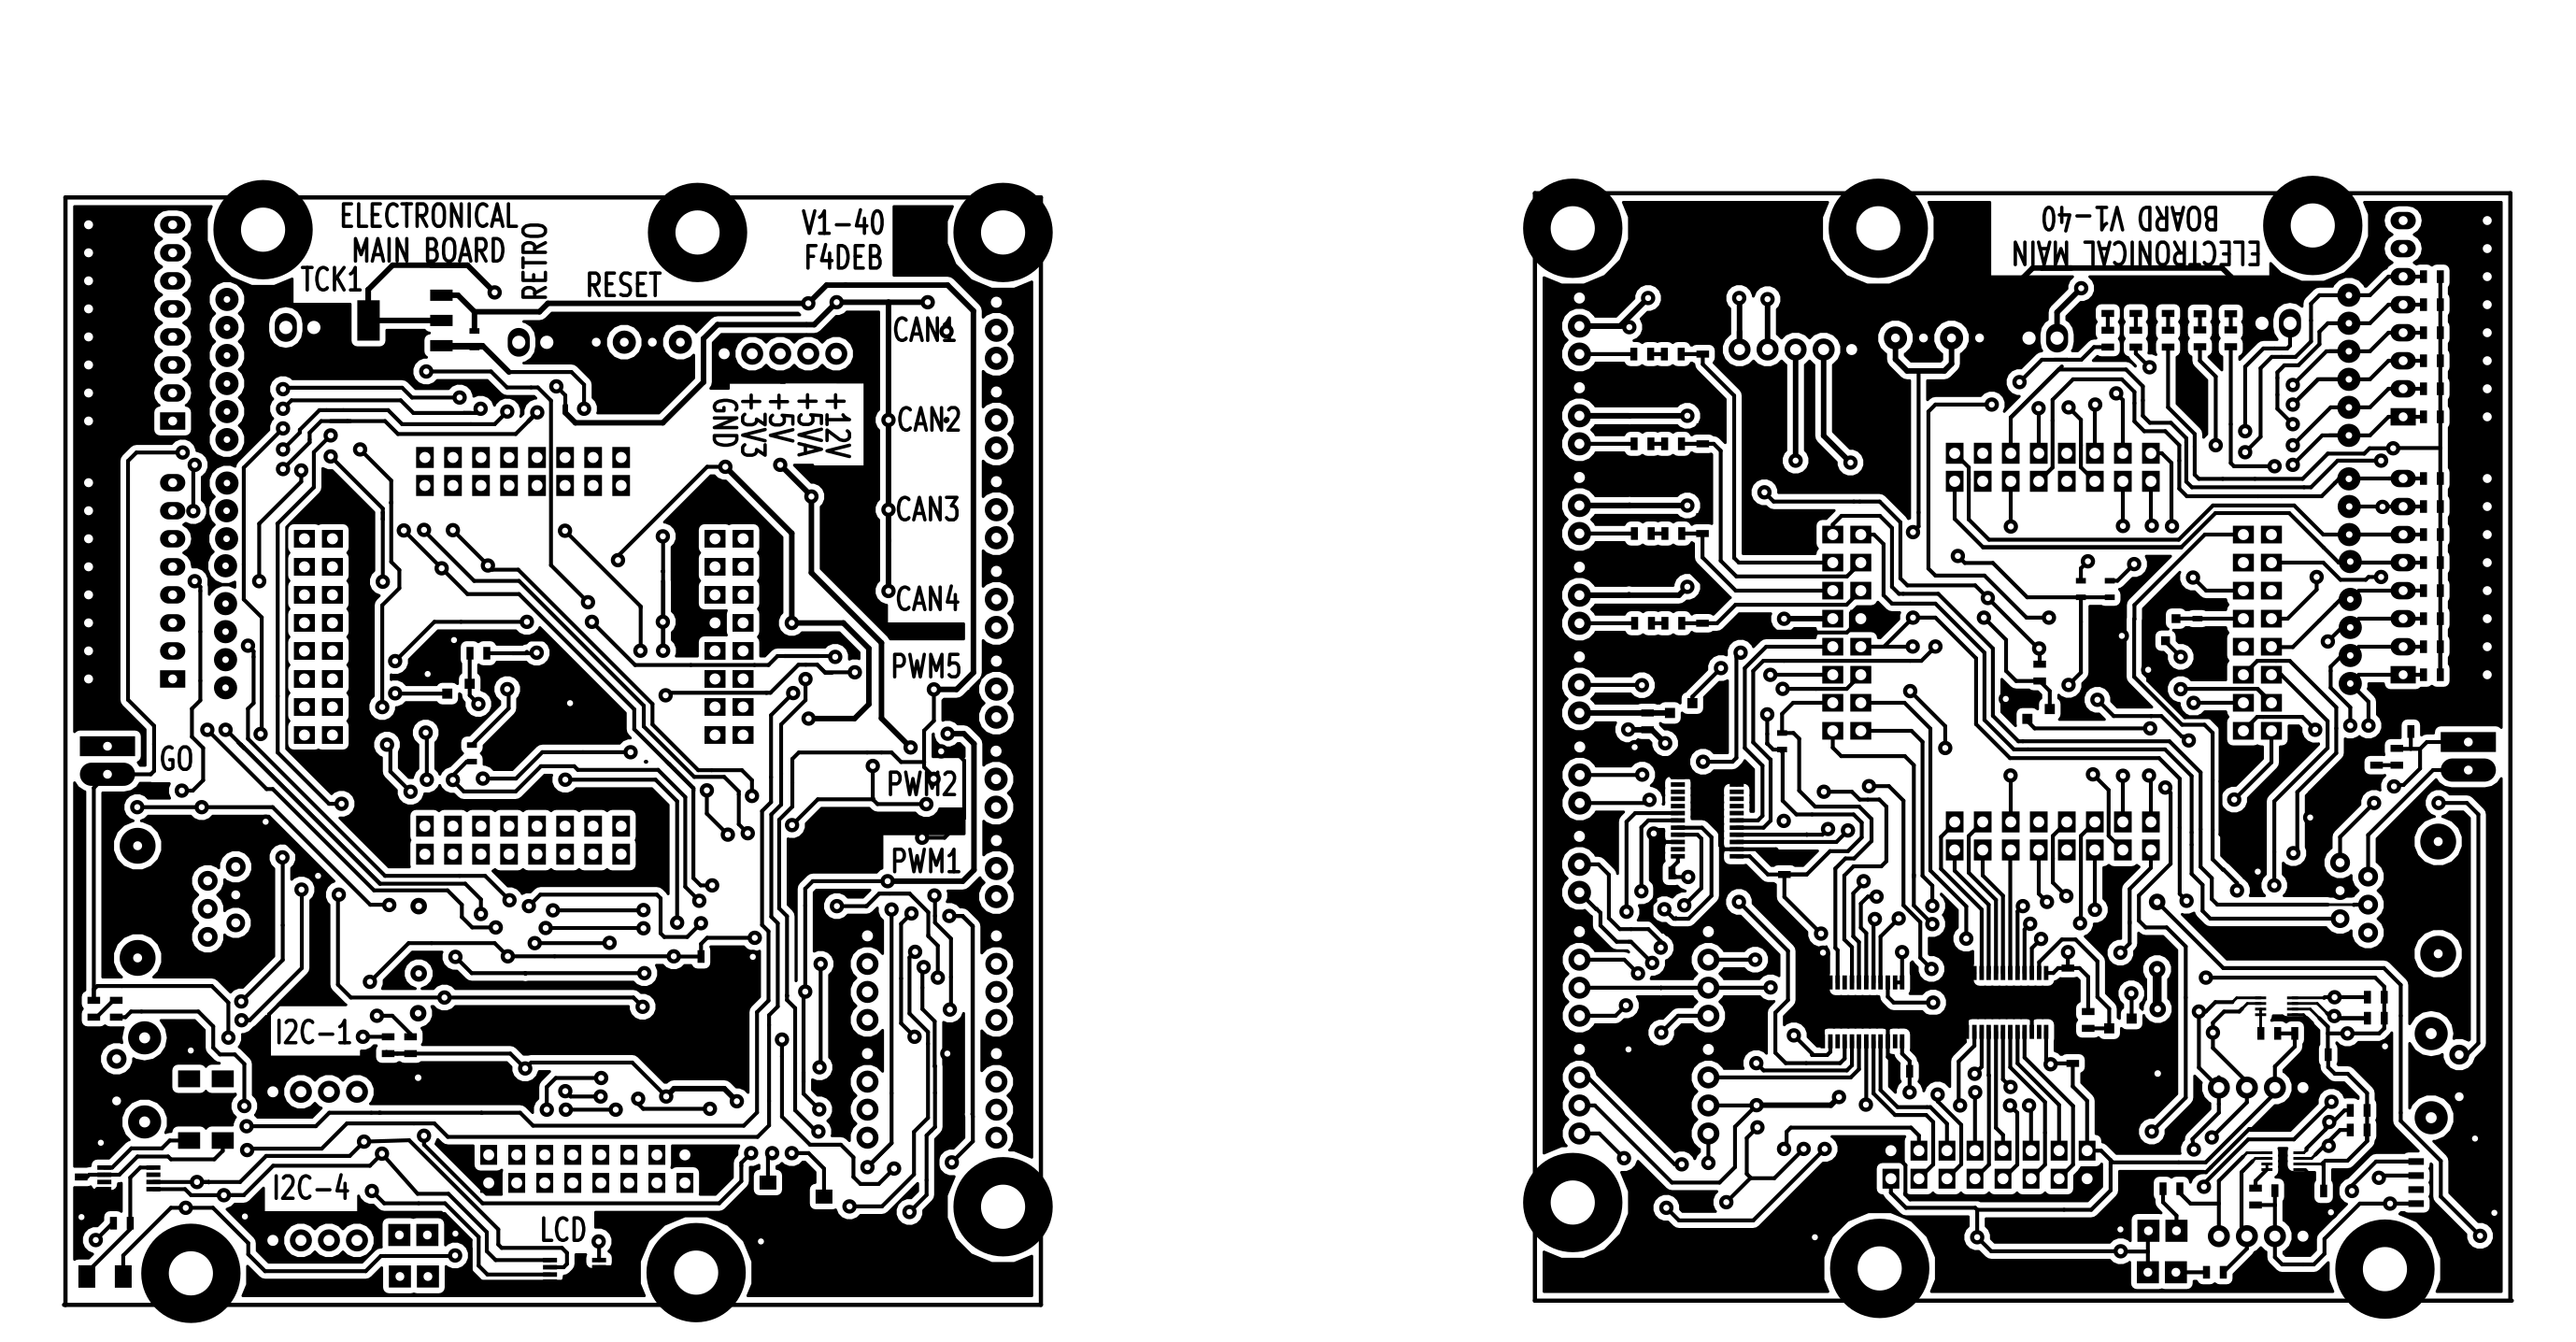 ELECTRONICAL
MAIN BOARD
TCK1
RETRO
RESET
V1-40
F4DEB
CAN1
CAN2
CAN3
CAN4
+12V
+5VA
+5V
+3V3
GND
PWM5
PWM2
PWM1
GO
I2C-1
I2C-4
LCD
ELECTRONICAL MAIN
BOARD V1-40